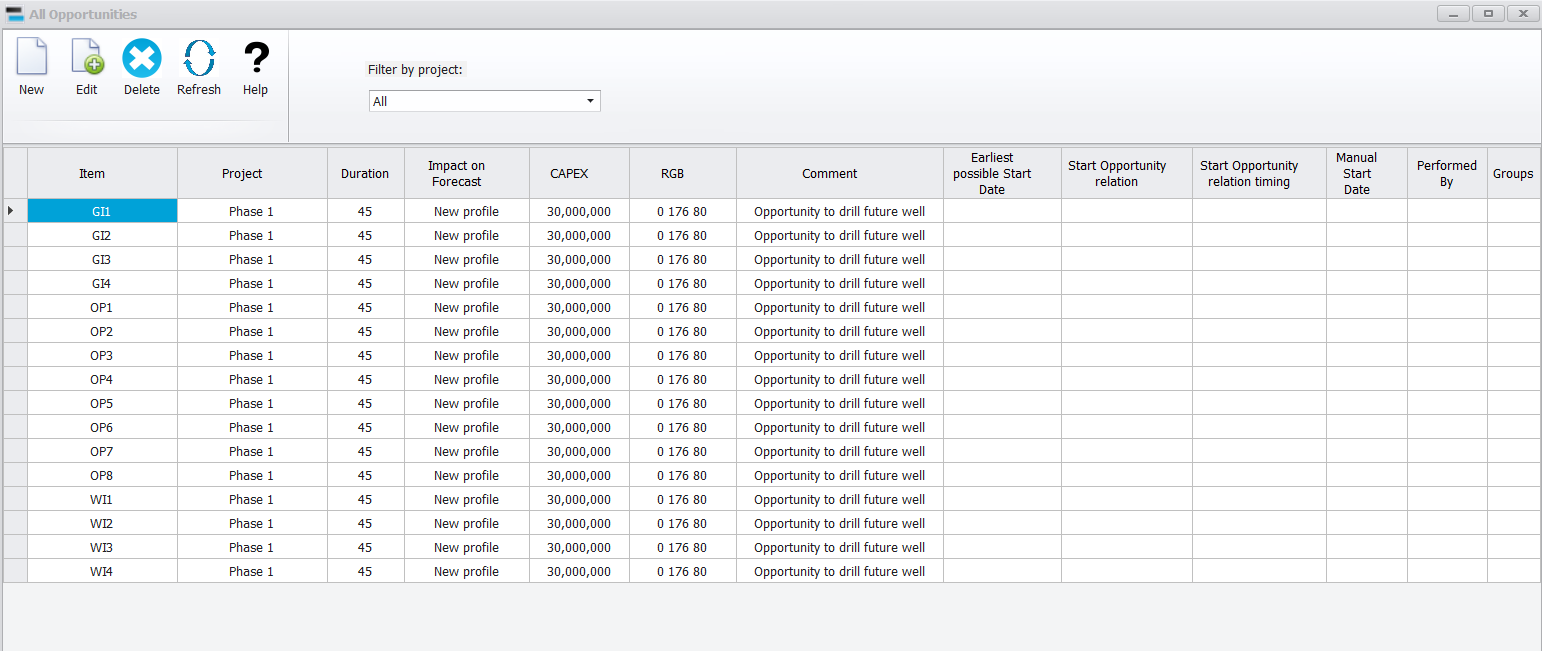 All Opportunities
New Edit Delete Refresh Help
Filter by project:
All
Item Project Duration Impact on Forecast CAPEX RGB Comment Earliest possible Start Date Start Opportunity relation Start Opportunity relation timing Manual Start Date Performed By Groups
GI1 Phase 1 45 New profile 30,000,000 0 176 80 Opportunity to drill future well
GI2 Phase 1 45 New profile 30,000,000 0 176 80 Opportunity to drill future well
GI3 Phase 1 45 New profile 30,000,000 0 176 80 Opportunity to drill future well
GI4 Phase 1 45 New profile 30,000,000 0 176 80 Opportunity to drill future well
OP1 Phase 1 45 New profile 30,000,000 0 176 80 Opportunity to drill future well
OP2 Phase 1 45 New profile 30,000,000 0 176 80 Opportunity to drill future well
OP3 Phase 1 45 New profile 30,000,000 0 176 80 Opportunity to drill future well
OP4 Phase 1 45 New profile 30,000,000 0 176 80 Opportunity to drill future well
OP5 Phase 1 45 New profile 30,000,000 0 176 80 Opportunity to drill future well
OP6 Phase 1 45 New profile 30,000,000 0 176 80 Opportunity to drill future well
OP7 Phase 1 45 New profile 30,000,000 0 176 80 Opportunity to drill future well
OP8 Phase 1 45 New profile 30,000,000 0 176 80 Opportunity to drill future well
WI1 Phase 1 45 New profile 30,000,000 0 176 80 Opportunity to drill future well
WI2 Phase 1 45 New profile 30,000,000 0 176 80 Opportunity to drill future well
WI3 Phase 1 45 New profile 30,000,000 0 176 80 Opportunity to drill future well
WI4 Phase 1 45 New profile 30,000,000 0 176 80 Opportunity to drill future well